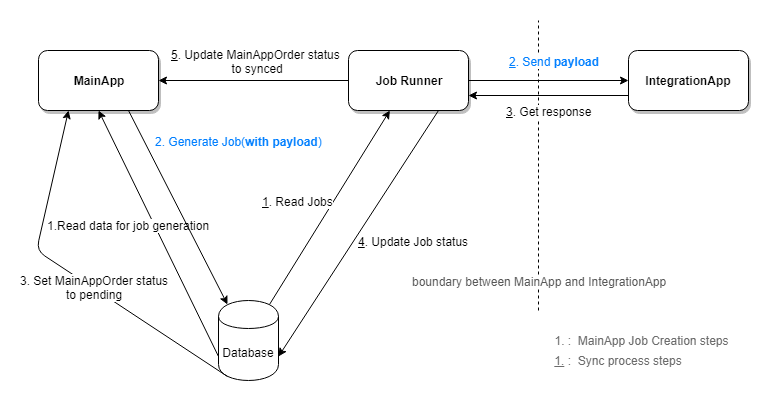 5. Update MainAppOrder status
to synced
2. Send payload
MainApp
Job Runner
IntegrationApp
3. Get response
2. Generate Job(with payload)
1. Read Jobs
1.Read data for job generation
4. Update Job status
3. Set MainAppOrder status
to pending
boundary between MainApp and IntegrationApp
Database
1. : MainApp Job Creation steps
1. : Sync process steps